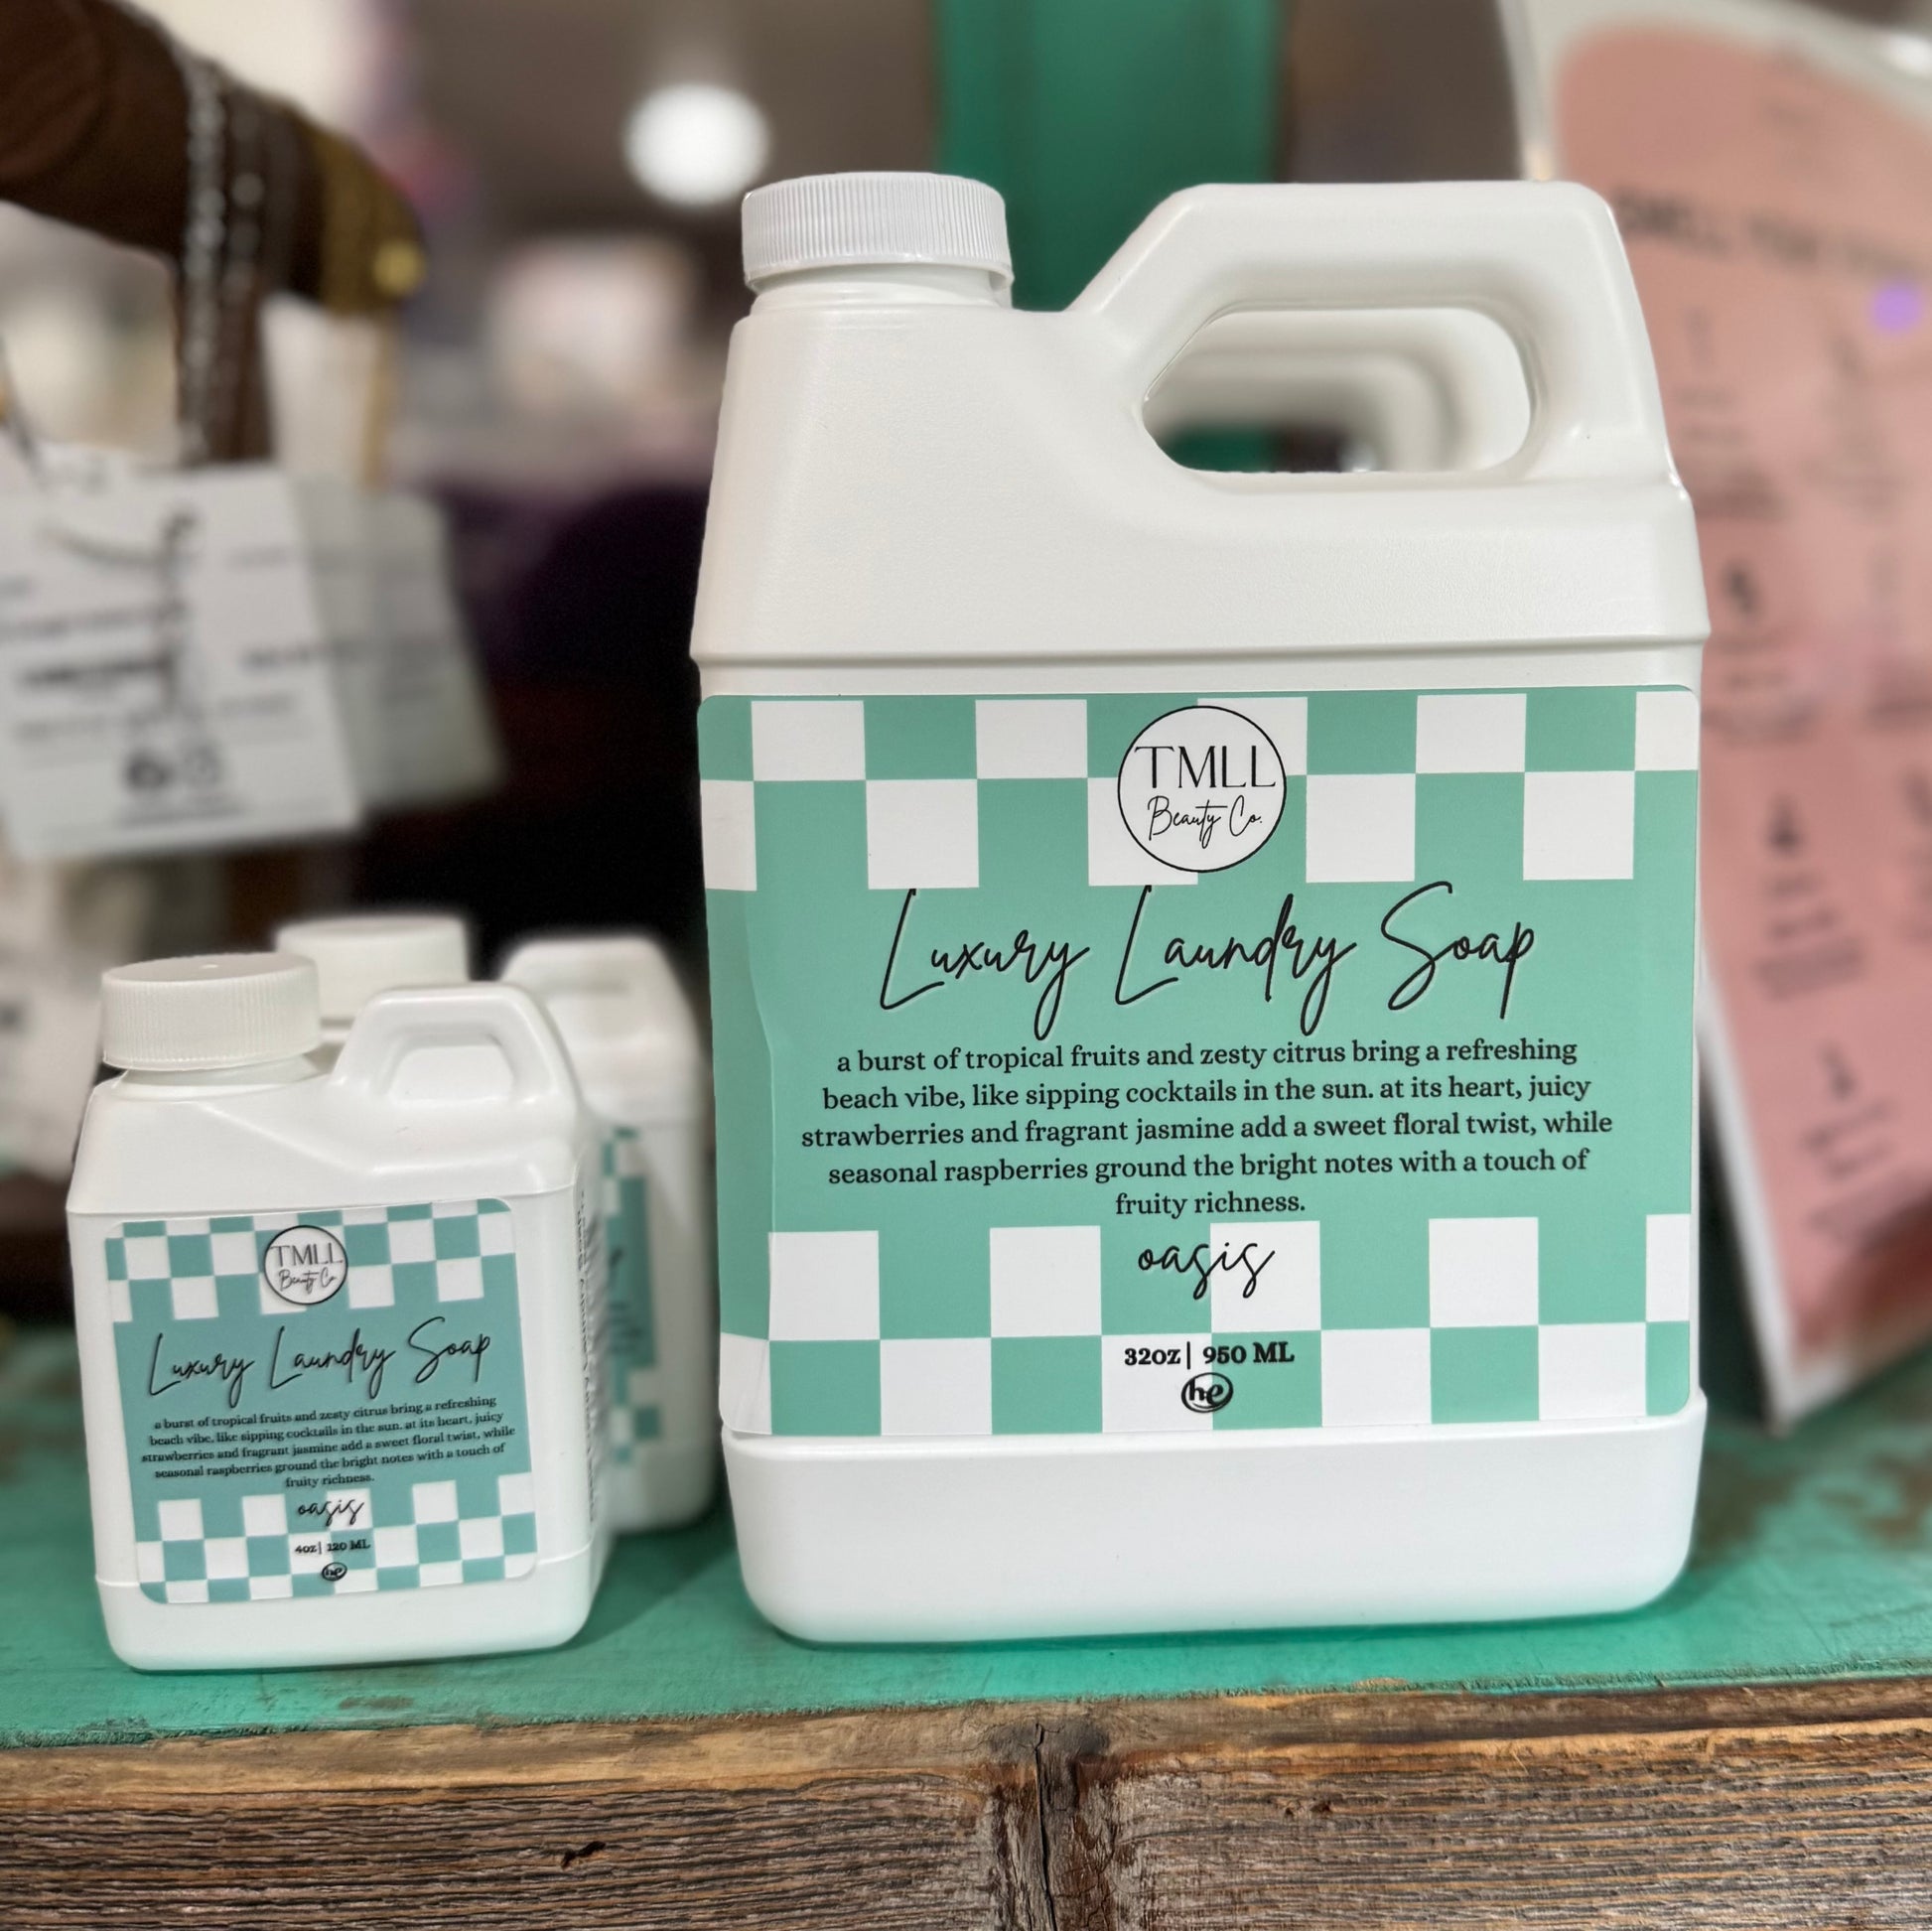 TMLL
Beauty Co.
Luxury Laundry Soap
a burst of tropical fruits and zesty citrus bring a refreshing
beach vibe, like sipping cocktails in the sun. at its heart, juicy
strawberries and fragrant jasmine add a sweet floral twist, while
seasonal raspberries ground the bright notes with a touch of
fruity richness.
oasis
32oz| 950 ML
he
TMLL
Beauty Co.
Luxury Laundry Soap
a burst of tropical fruits and zesty citrus bring a refreshing
beach vibe, like sipping cocktails in the sun. at its heart, juicy
strawberries and fragrant jasmine add a sweet floral twist, while
seasonal raspberries ground the bright notes with a touch of
fruity richness.
oasis
4oz| 120 ML
he